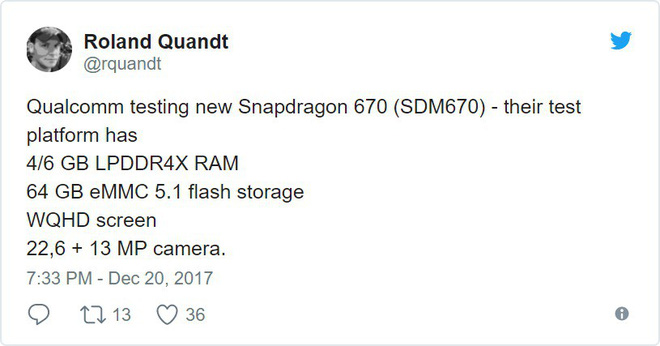 Roland Quandt
@rquandt
Qualcomm testing new Snapdragon 670 (SDM670) - their test
platform has
4/6 GB LPDDR4X RAM
64 GB eMMC 5.1 flash storage
WQHD screen
22,6 + 13 MP camera.
7:33 PM - Dec 20, 2017
13 36